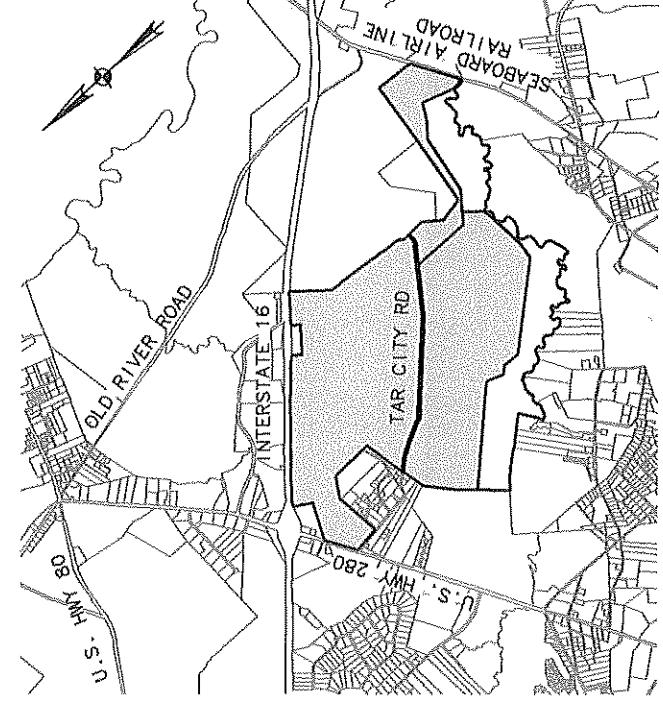 SEABOARD AIRLINE
RAILROAD
OLD RIVER ROAD
INTERSTATE 16
TAR CITY RD
U.S. HWY 280
U.S. HWY 80